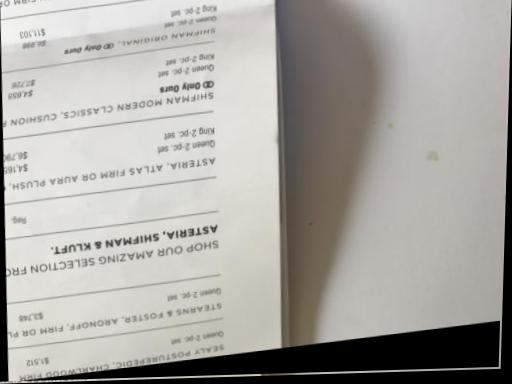 SEALY POSTUREPEDIC, CHARLWOOD
Queen 2-pc. set $1,512
STEARNS & FOSTER, ARONOFF, FIRM OR PL
Queen 2-pc. set $3,748
SHOP OUR AMAZING SELECTION FRO
ASTERIA, SHIFMAN & KLUFT.
Reg.
ASTERIA, ATLAS FIRM OR AURA PLUSH,
Queen 2-pc. set $4,165
King 2-pc. set $6,790
SHIFMAN MODERN CLASSICS, CUSHION F
Only Ours
Queen 2-pc. set $4,658
King 2-pc. set $7,728
SHIFMAN ORIGINAL, Only Ours
Queen 2-pc. set
King 2-pc. set $11,103